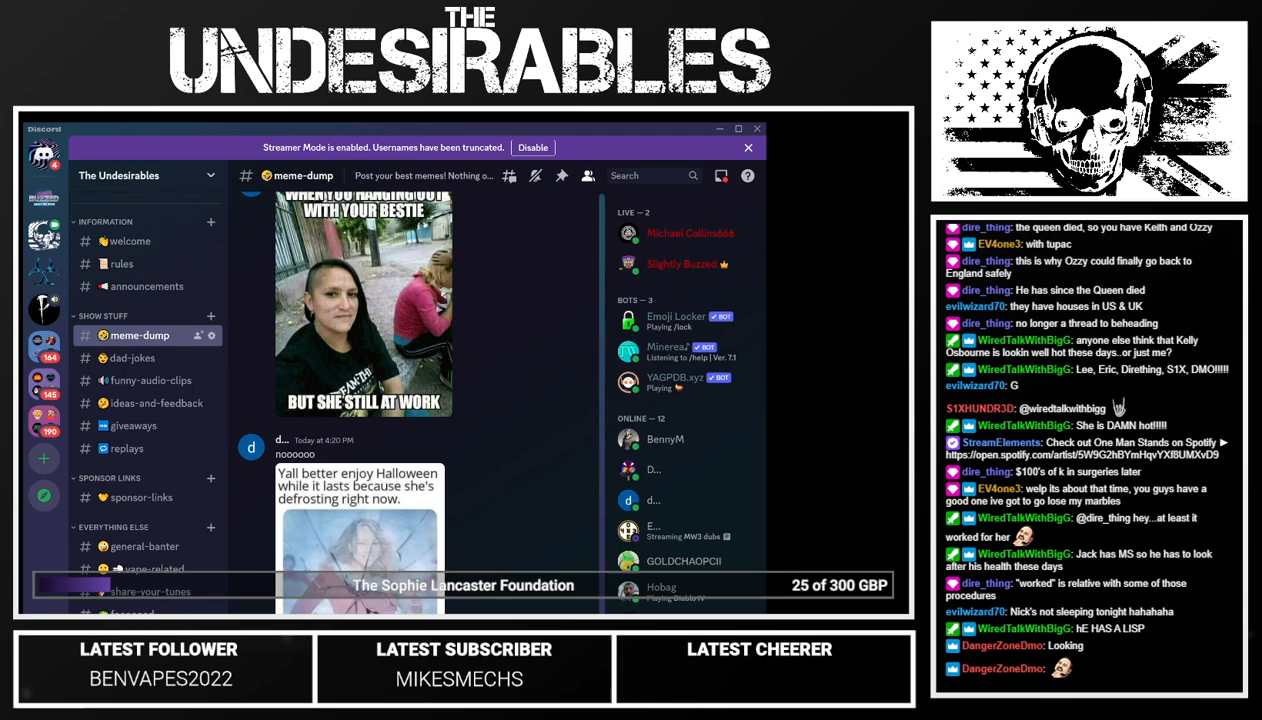 THE
UNDESIRABLES
Discord
Streamer Mode is enabled. Usernames have been truncated.
Disable
The Undesirables
meme-dump
Post your best memes! Nothing o...
Search
4
164
145
190
INFORMATION
welcome
rules
announcements
SHOW STUFF
meme-dump
dad-jokes
funny-audio-clips
ideas-and-feedback
giveaways
replays
SPONSOR LINKS
sponsor-links
EVERYTHING ELSE
general-banter
vape-related
share-your-tunes
WHEN YOU HANGING OUT
WITH YOUR BESTIE
BUT SHE STILL AT WORK
d
d... Today at 4:20 PM
noooooo
Yall better enjoy Halloween
while it lasts because she's
defrosting right now.
LIVE — 2
Michael Collins666
Slightly Buzzed
BOTS — 3
Emoji Locker BOT
Playing /lock
Minerea♪ BOT
Listening to /help | Ver. 7.1
YAGPDB.xyz BOT
Playing
ONLINE — 12
BennyM
D...
d
d...
E...
Streaming MW3 dubs
GOLDCHAOPCII
Hobag
Playing Diablo IV
The Sophie Lancaster Foundation
25 of 300 GBP
LATEST FOLLOWER
BENVAPES2022
LATEST SUBSCRIBER
MIKESMECHS
LATEST CHEERER
dire_thing: the queen died, so you have Keith and Ozzy
EV4one3: with tupac
dire_thing: this is why Ozzy could finally go back to
England safely
dire_thing: He has since the Queen died
evilwizard70: they have houses in US & UK
dire_thing: no longer a thread to beheading
WiredTalkWithBigG: anyone else think that Kelly
Osbourne is lookin well hot these days..or just me?
WiredTalkWithBigG: Lee, Eric, Dirething, S1X, DMO!!!!!
evilwizard70: G
S1XHUNDR3D: @wiredtalkwithbigg
WiredTalkWithBigG: She is DAMN hot!!!!!
StreamElements: Check out One Man Stands on Spotify ►
https://open.spotify.com/artist/5W9G2hBYmHqvYXf8UMXvD9
dire_thing: $100's of k in surgeries later
EV4one3: welp its about that time, you guys have a
good one ive got to go lose my marbles
WiredTalkWithBigG: @dire_thing hey...at least it
worked for her
WiredTalkWithBigG: Jack has MS so he has to look
after his health these days
dire_thing: "worked" is relative with some of those
procedures
evilwizard70: Nick's not sleeping tonight hahahaha
WiredTalkWithBigG: hE HAS A LISP
DangerZoneDmo: Looking
DangerZoneDmo: